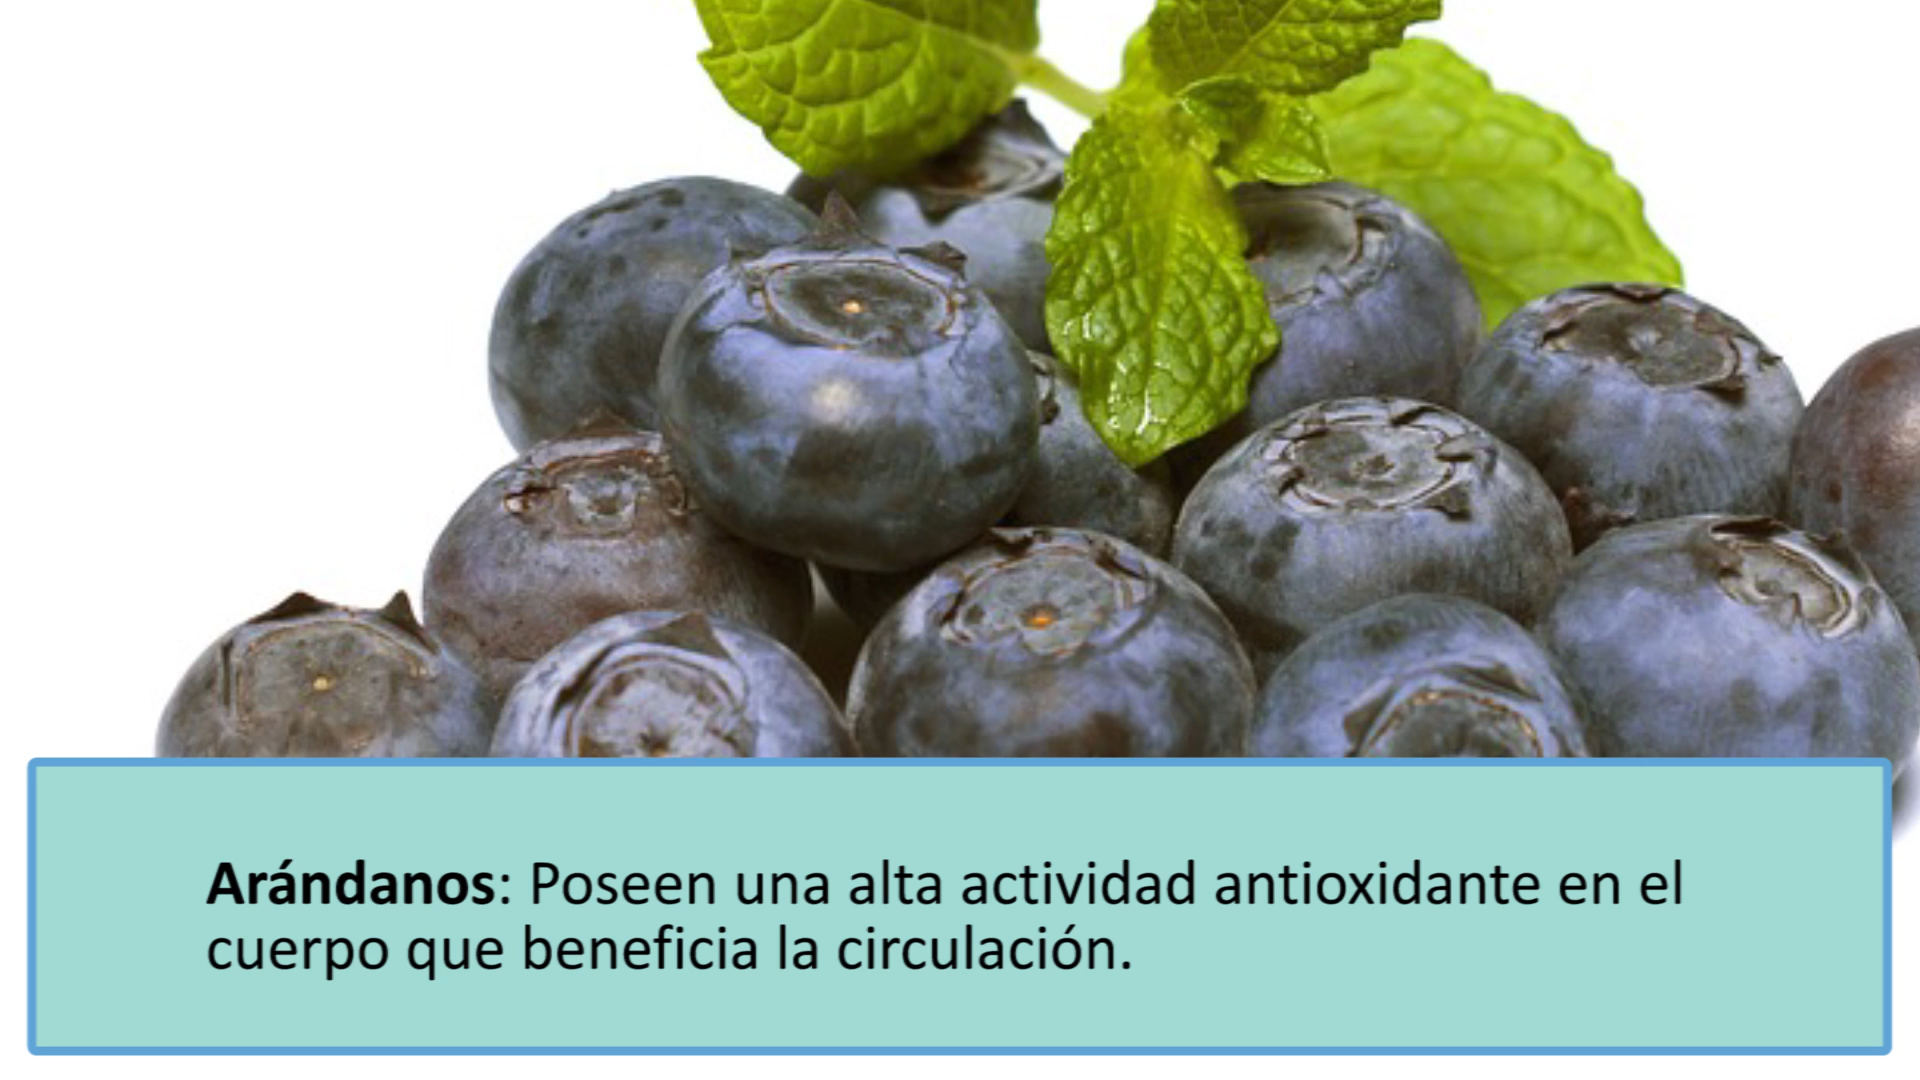 Arándanos: Poseen una alta actividad antioxidante en el
cuerpo que beneficia la circulación.